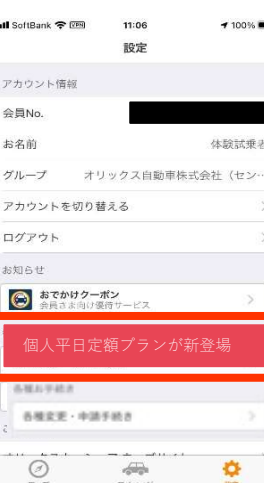 SoftBank VPN 11:06 100%
設定
アカウント情報
会員No.
お名前 体験試乗者
グループ オリックス自動車株式会社（セン…
アカウントを切り替える
ログアウト
お知らせ
おでかけクーポン
会員さま向け優待サービス
個人平日定額プランが新登場
各種お手続き
各種変更・申請手続き